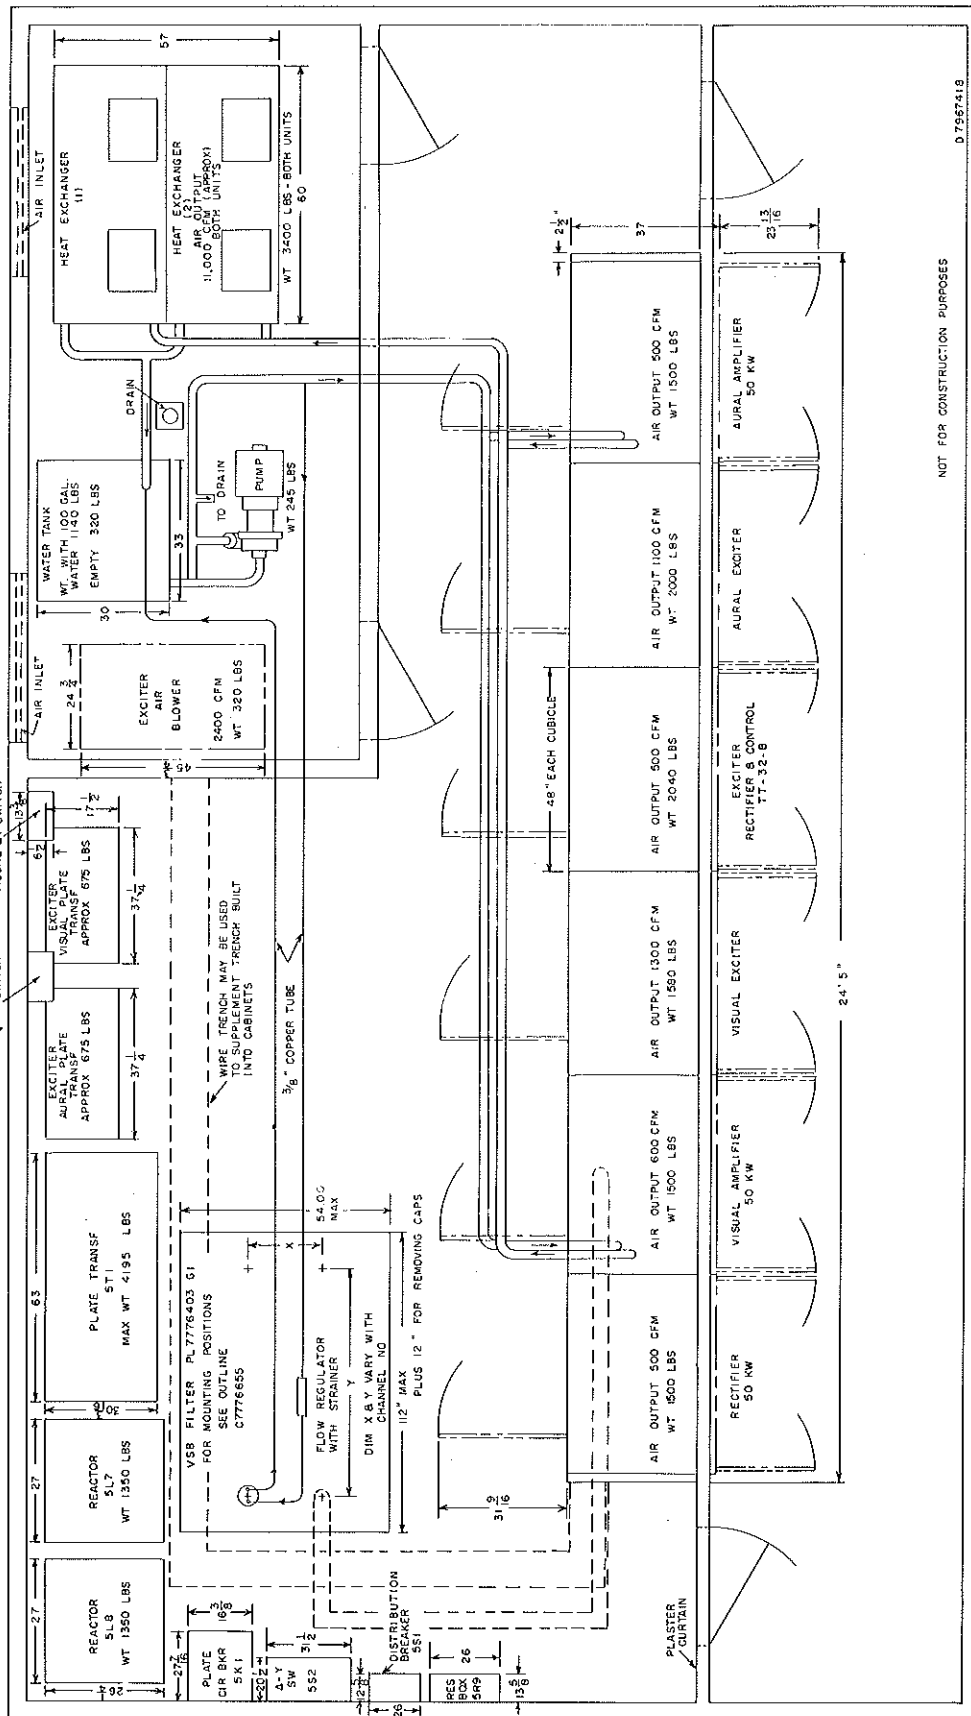 AIR INLET
HEAT EXCHANGER
(1)
57
HEAT EXCHANGER
(2)
AIR OUTPUT
11,000 CFM (APPROX)
BOTH UNITS
WT 3400 LBS - BOTH UNITS
60
DRAIN
WATER TANK
WT. WITH 100 GAL.
WATER 1140 LBS
EMPTY 320 LBS
30
33
TO DRAIN
PUMP
WT 245 LBS
AIR INLET
24 3/4
EXCITER
AIR
BLOWER
2400 CFM
WT 320 LBS
45
17 1/2
EXCITER
VISUAL PLATE
TRANSF
APPROX 675 LBS
37 1/4
EXCITER
AURAL PLATE
TRANSF
APPROX 675 LBS
37 1/4
WIRE TRENCH MAY BE USED
TO SUPPLEMENT TRENCH BUILT
INTO CABINETS
3/8" COPPER TUBE
63
PLATE TRANSF
5T1
MAX WT 4195 LBS
27
REACTOR
5L7
WT 1350 LBS
27
REACTOR
5L8
WT 1350 LBS
VSB FILTER PL 7776403 G1
FOR MOUNTING POSITIONS
SEE OUTLINE
C7776655
54.00
MAX
X
FLOW REGULATOR
WITH STRAINER
Y
DIM X & Y VARY WITH
CHANNEL NO
112" MAX
PLUS 12" FOR REMOVING CAPS
PLATE
CIR BKR
5K1
16 3/8
Δ-Y
SW
5S2
31 1/2
DISTRIBUTION
BREAKER
5S1
26
RES
BOX
5R9
26
13 5/8
31 9/16
48" EACH CUBICLE
2 1/2"
37
23 13/16
AIR OUTPUT 500 CFM
WT 1500 LBS
AIR OUTPUT 600 CFM
WT 1500 LBS
AIR OUTPUT 1300 CFM
WT 1580 LBS
AIR OUTPUT 500 CFM
WT 2040 LBS
AIR OUTPUT 1100 CFM
WT 2000 LBS
AIR OUTPUT 500 CFM
WT 1500 LBS
RECTIFIER
50 KW
VISUAL AMPLIFIER
50 KW
VISUAL EXCITER
EXCITER
RECTIFIER & CONTROL
TT-32-B
AURAL EXCITER
AURAL AMPLIFIER
50 KW
24' 5"
PLASTER
CURTAIN
NOT FOR CONSTRUCTION PURPOSES
D 7967418